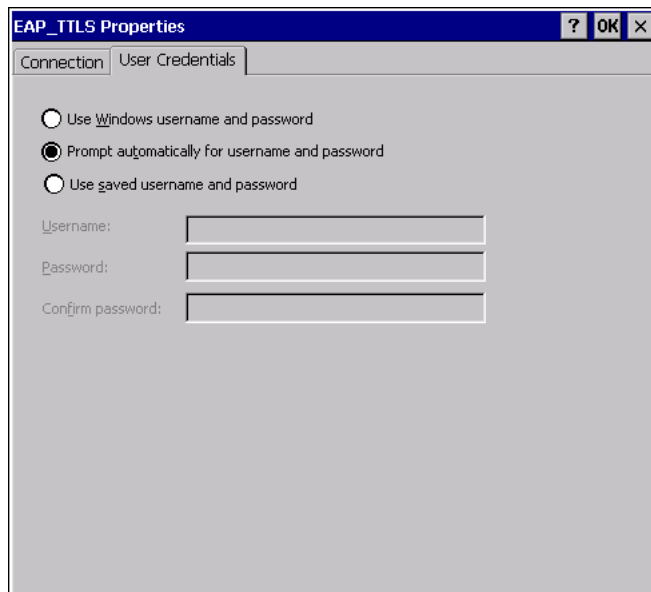 EAP_TTLS Properties ? OK ×
Connection User Credentials
Use Windows username and password
Prompt automatically for username and password
Use saved username and password
Username:
Password:
Confirm password: